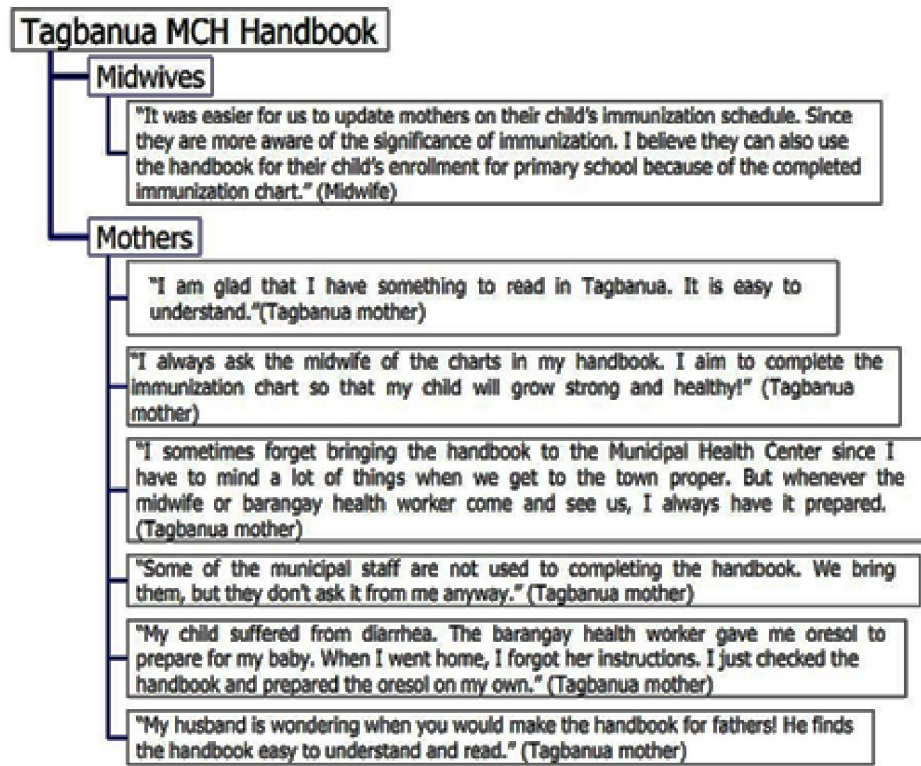 Tagbanua MCH Handbook
Midwives
"It was easier for us to update mothers on their child's immunization schedule. Since
they are more aware of the significance of immunization. I believe they can also use
the handbook for their child's enrollment for primary school because of the completed
immunization chart." (Midwife)
Mothers
"I am glad that I have something to read in Tagbanua. It is easy to
understand."(Tagbanua mother)
"I always ask the midwife of the charts in my handbook. I aim to complete the
immunization chart so that my child will grow strong and healthy!" (Tagbanua
mother)
"I sometimes forget bringing the handbook to the Municipal Health Center since I
have to mind a lot of things when we get to the town proper. But whenever the
midwife or barangay health worker come and see us, I always have it prepared.
(Tagbanua mother)
"Some of the municipal staff are not used to completing the handbook. We bring
them, but they don't ask it from me anyway." (Tagbanua mother)
"My child suffered from diarrhea. The barangay health worker gave me oresol to
prepare for my baby. When I went home, I forgot her instructions. I just checked the
handbook and prepared the oresol on my own." (Tagbanua mother)
"My husband is wondering when you would make the handbook for fathers! He finds
the handbook easy to understand and read." (Tagbanua mother)